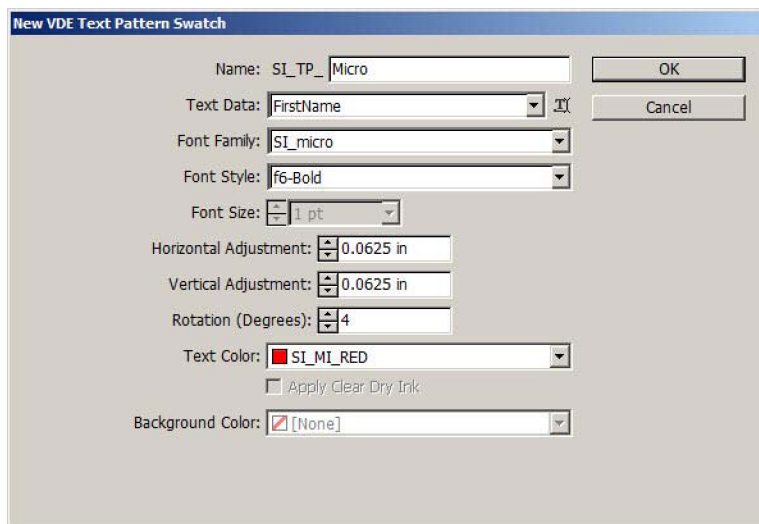 New VDE Text Pattern Swatch
Name: SI_TP_ Micro OK
Text Data: FirstName Cancel
Font Family: SI_micro
Font Style: f6-Bold
Font Size: 1 pt
Horizontal Adjustment: 0.0625 in
Vertical Adjustment: 0.0625 in
Rotation (Degrees): 4
Text Color: SI_MI_RED
Apply Clear Dry Ink
Background Color: [None]